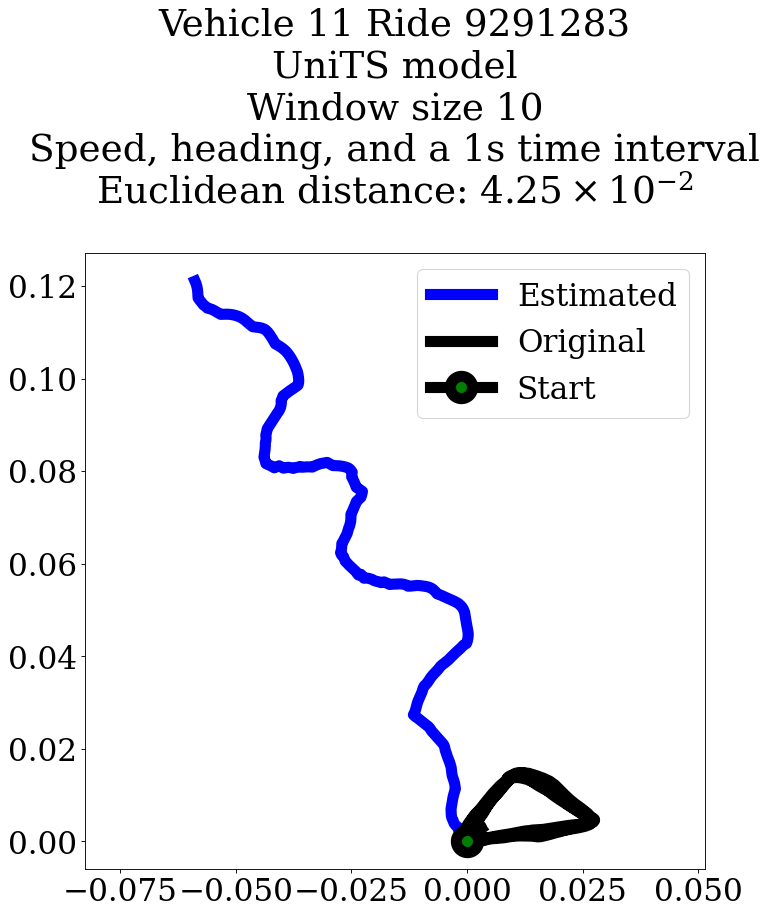 Vehicle 11 Ride 9291283
UniTS model
Window size 10
Speed, heading, and a 1s time interval
Euclidean distance: 4.25 × 10⁻²
Estimated
Original
Start
0.12
0.10
0.08
0.06
0.04
0.02
0.00
−0.075 −0.050 −0.025 0.000 0.025 0.050